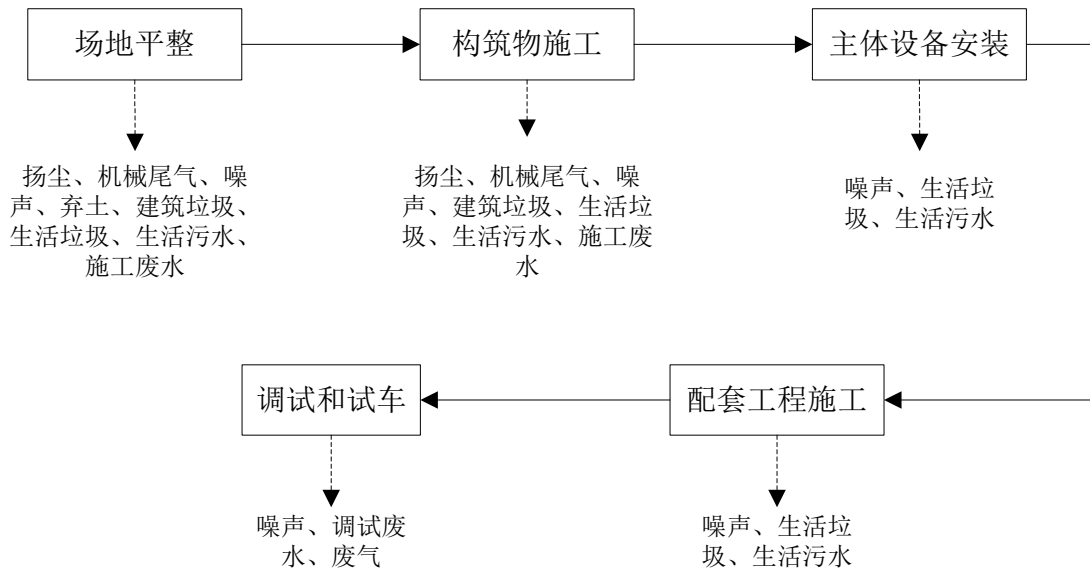 场地平整
构筑物施工
主体设备安装
扬尘、机械尾气、噪
声、弃土、建筑垃圾、
生活垃圾、生活污水、
施工废水
扬尘、机械尾气、噪
声、建筑垃圾、生活垃
圾、生活污水、施工废
水
噪声、生活垃
圾、生活污水
调试和试车
配套工程施工
噪声、调试废
水、废气
噪声、生活垃
圾、生活污水